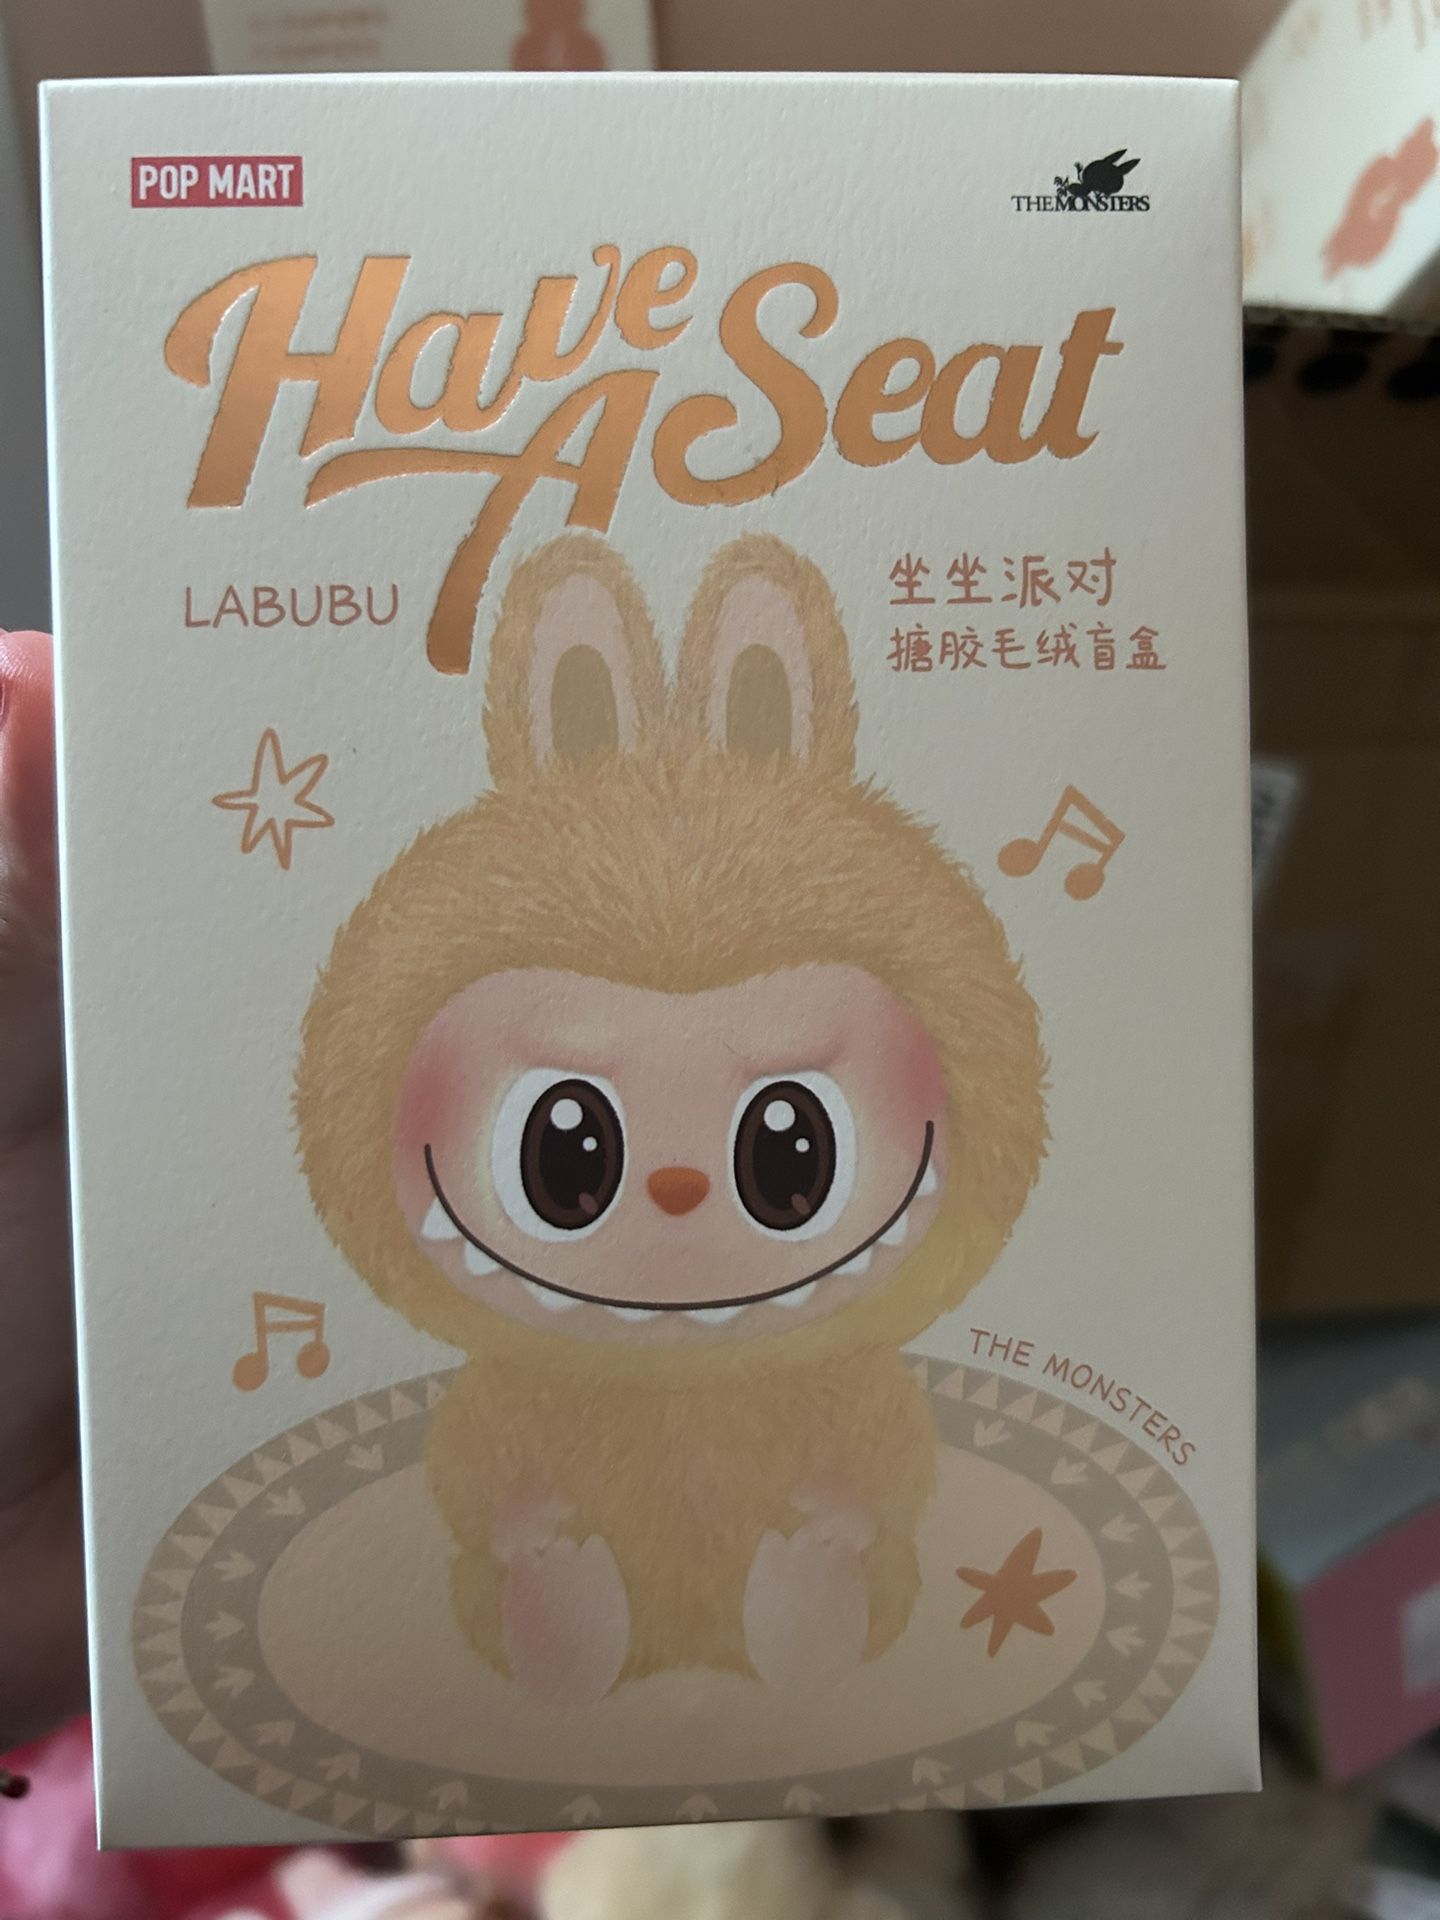 POP MART
THE MONSTERS
Have A Seat
LABUBU
坐坐派对
搪胶毛绒盲盒
THE MONSTERS